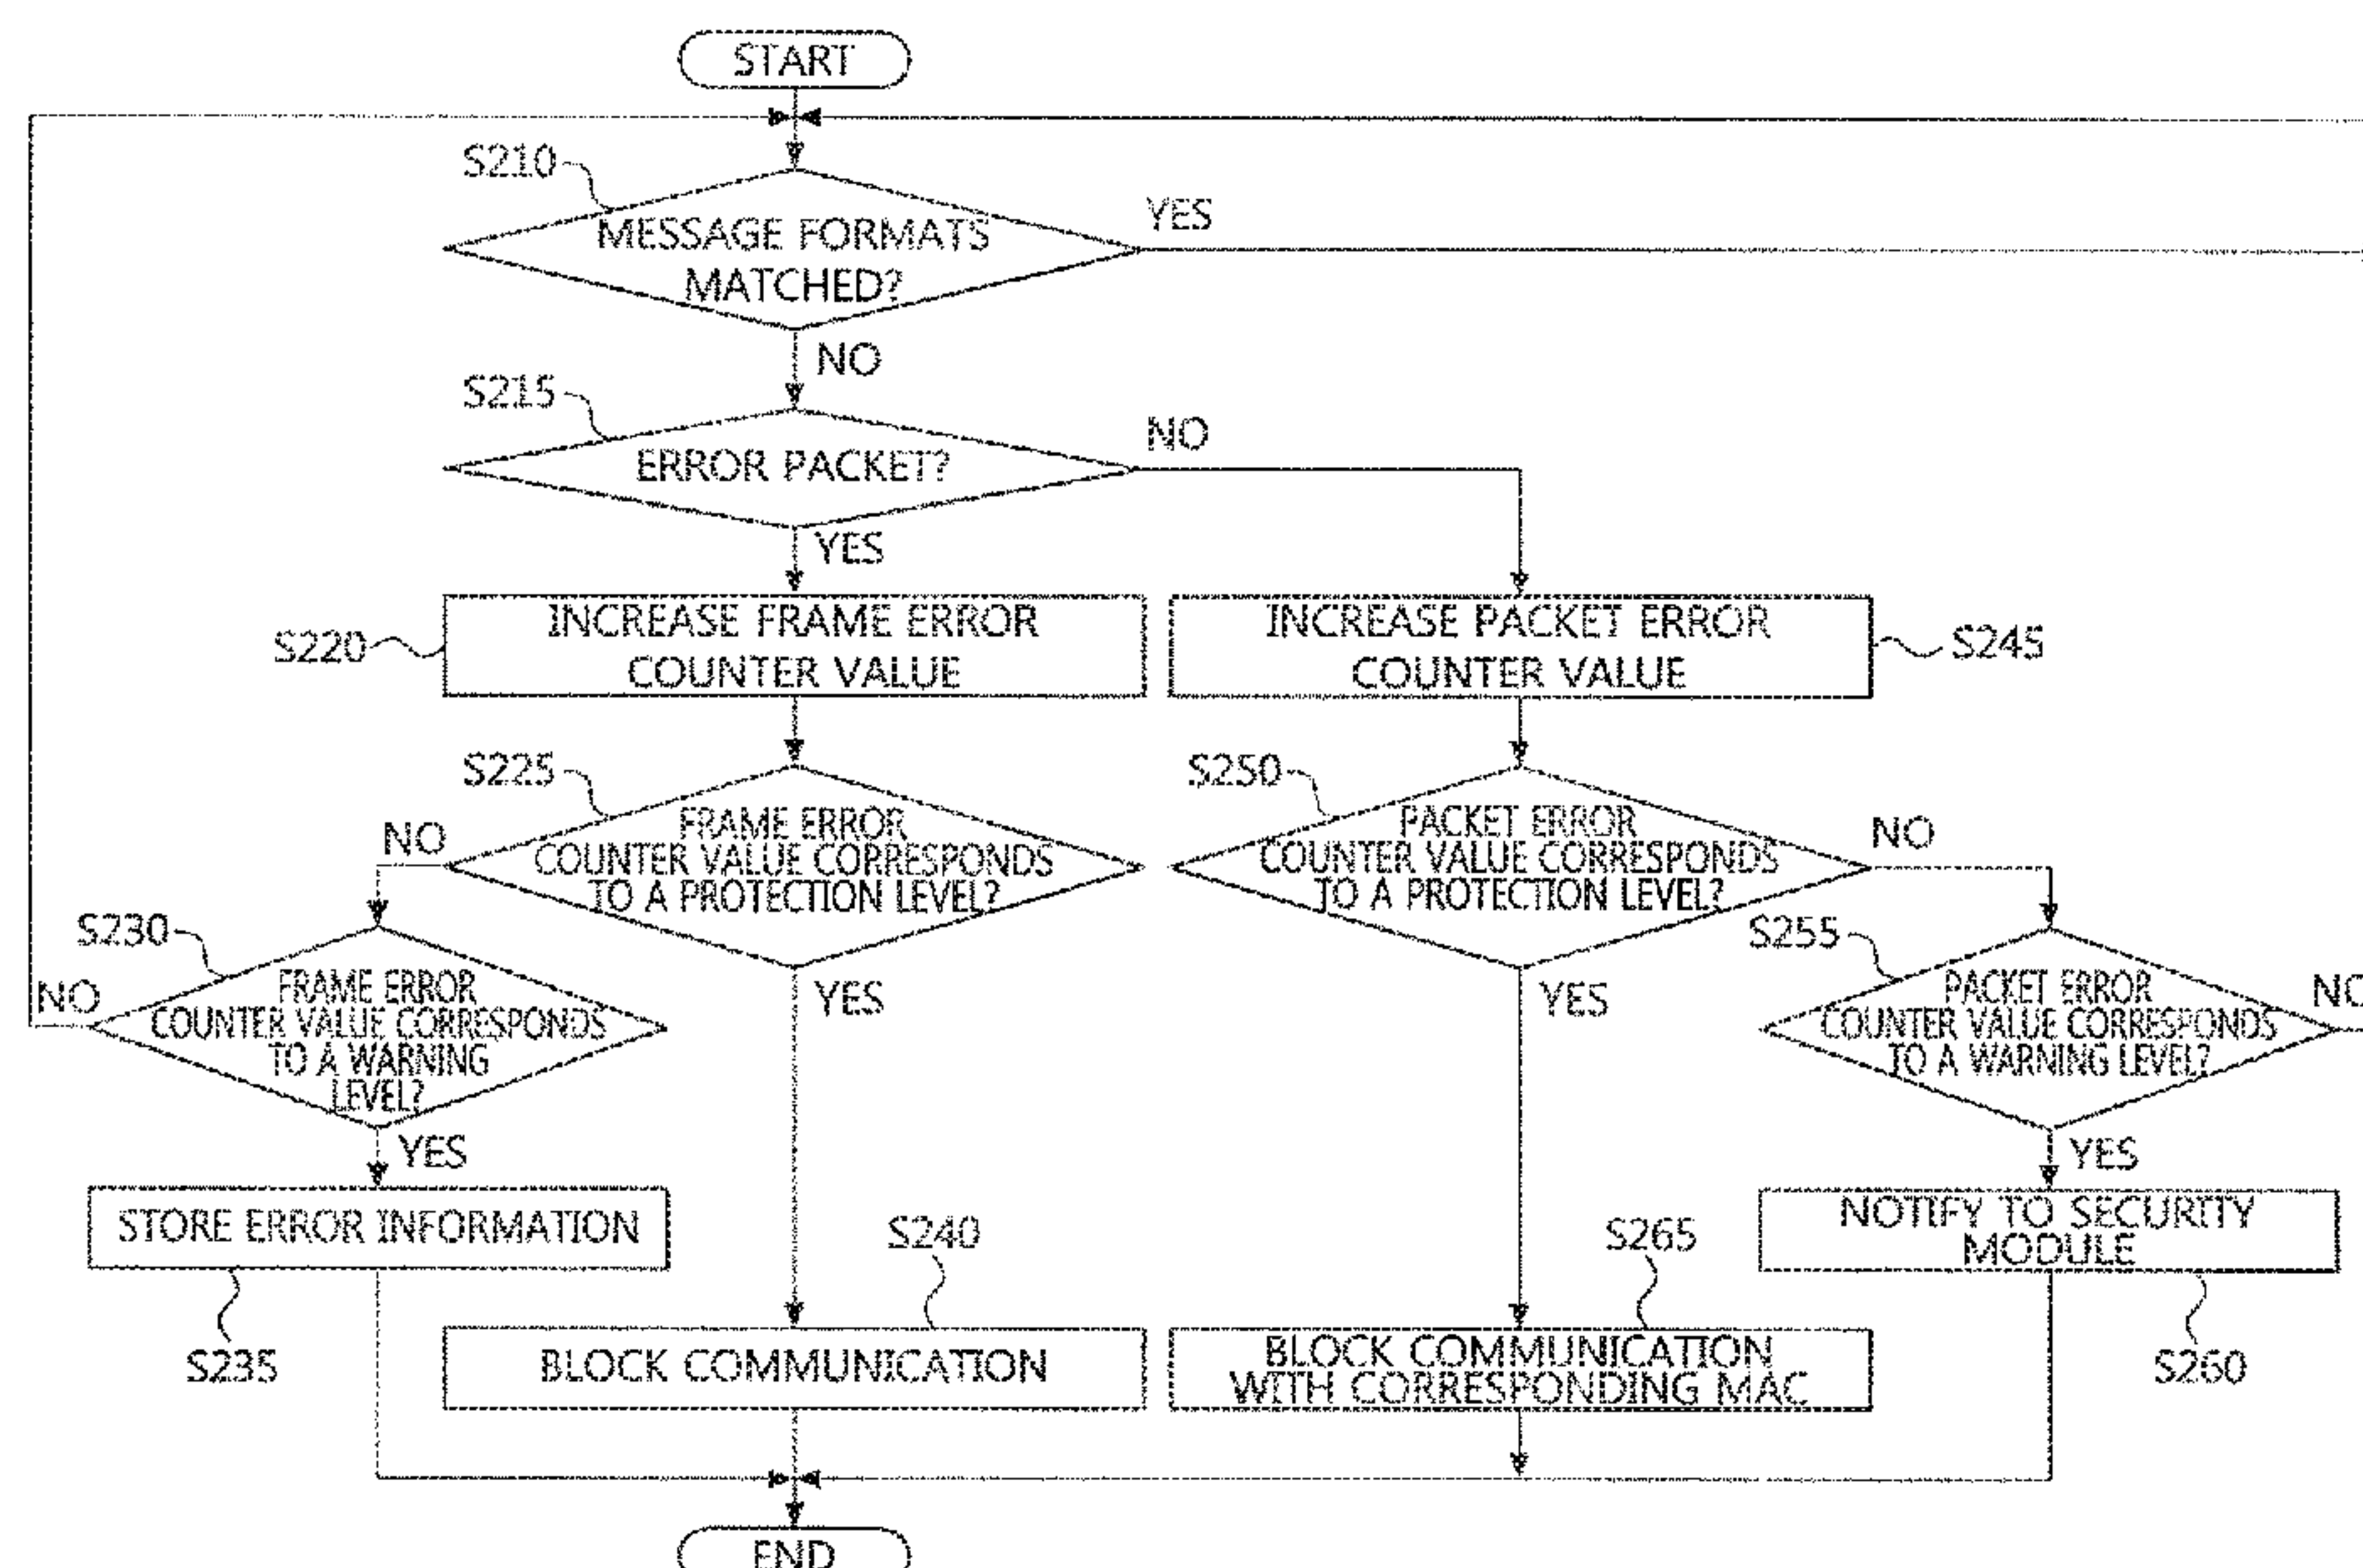 START
S210
YES
MESSAGE FORMATS
MATCHED?
NO
S215
NO
ERROR PACKET?
YES
INCREASE FRAME ERROR
COUNTER VALUE
S220
INCREASE PACKET ERROR
COUNTER VALUE
S245
S225
NO
FRAME ERROR
COUNTER VALUE CORRESPONDS
TO A PROTECTION LEVEL?
YES
S250
PACKET ERROR
COUNTER VALUE CORRESPONDS
TO A PROTECTION LEVEL?
NO
YES
S230
NO
FRAME ERROR
COUNTER VALUE CORRESPONDS
TO A WARNING
LEVEL?
YES
S255
PACKET ERROR
COUNTER VALUE CORRESPONDS
TO A WARNING LEVEL?
NO
YES
STORE ERROR INFORMATION
S235
S240
BLOCK COMMUNICATION
S265
BLOCK COMMUNICATION
WITH CORRESPONDING MAC
NOTIFY TO SECURITY
MODULE
S260
END